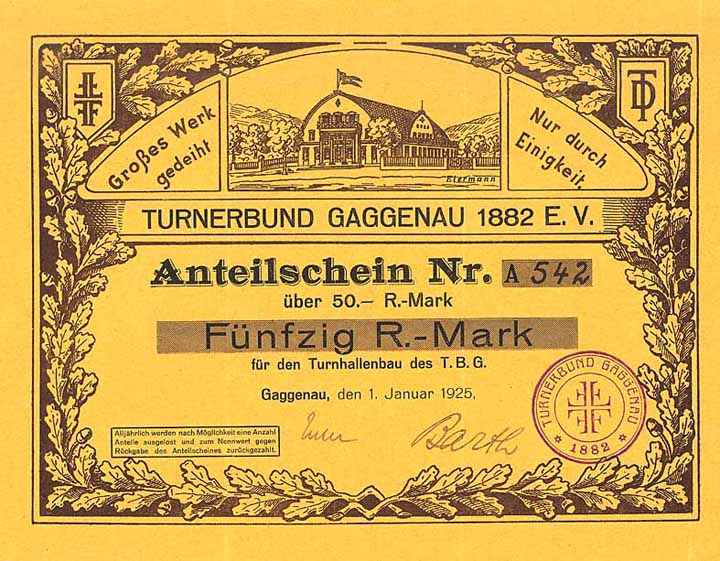 Großes Werk
gedeiht
Nur durch
Einigkeit.
Eiermann
TURNERBUND GAGGENAU 1882 E. V.
Anteilschein Nr. A 542
über 50.– R.-Mark
Fünfzig R.-Mark
für den Turnhallenbau des T. B. G.
Gaggenau, den 1. Januar 1925,
Alljährlich werden nach Möglichkeit eine Anzahl
Anteile ausgelost und zum Nennwert gegen
Rückgabe des Anteilscheines zurückgezahlt.
Barth
TURNERBUND GAGGENAU
* 1882 *